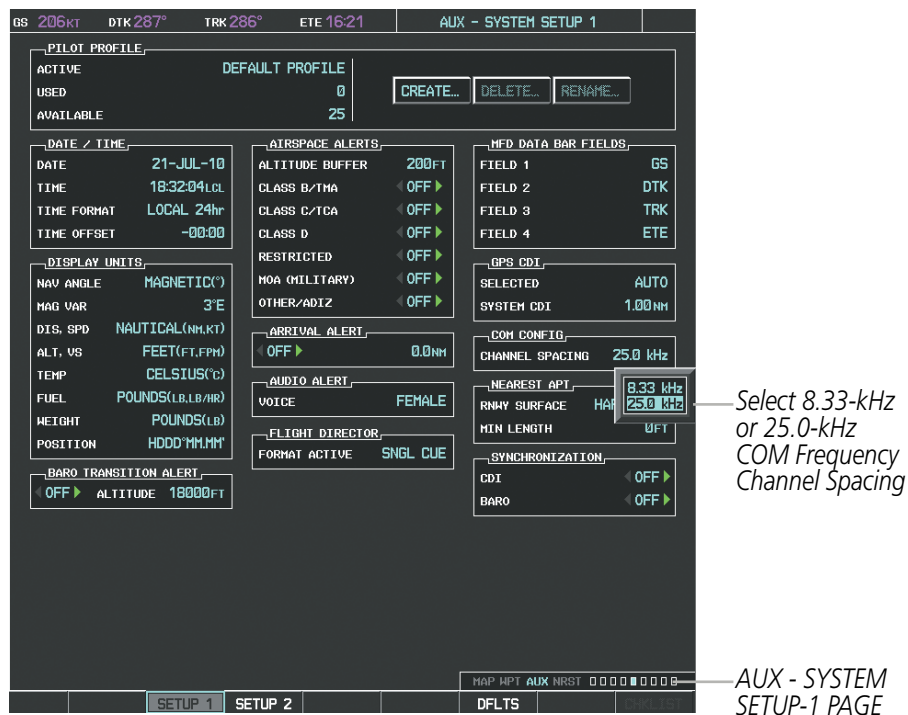 GS 206KT DTK 287° TRK 286° ETE 16:21 AUX - SYSTEM SETUP 1
PILOT PROFILE
ACTIVE DEFAULT PROFILE
USED 0
AVAILABLE 25
CREATE... DELETE... RENAME...
DATE / TIME
DATE 21-JUL-10
TIME 18:32:04LCL
TIME FORMAT LOCAL 24hr
TIME OFFSET -00:00
DISPLAY UNITS
NAV ANGLE MAGNETIC(°)
MAG VAR 3°E
DIS, SPD NAUTICAL(NM,KT)
ALT, VS FEET(FT,FPM)
TEMP CELSIUS(°C)
FUEL POUNDS(LB,LB/HR)
WEIGHT POUNDS(LB)
POSITION HDDD°MM.MM'
BARO TRANSITION ALERT
OFF ALTITUDE 18000FT
AIRSPACE ALERTS
ALTITUDE BUFFER 200FT
CLASS B/TMA OFF
CLASS C/TCA OFF
CLASS D OFF
RESTRICTED OFF
MOA (MILITARY) OFF
OTHER/ADIZ OFF
ARRIVAL ALERT
OFF 0.0NM
AUDIO ALERT
VOICE FEMALE
FLIGHT DIRECTOR
FORMAT ACTIVE SNGL CUE
MFD DATA BAR FIELDS
FIELD 1 GS
FIELD 2 DTK
FIELD 3 TRK
FIELD 4 ETE
GPS CDI
SELECTED AUTO
SYSTEM CDI 1.00NM
COM CONFIG
CHANNEL SPACING 25.0 kHz
8.33 kHz
25.0 kHz
NEAREST APT
RNWY SURFACE HAR
MIN LENGTH 0FT
SYNCHRONIZATION
CDI OFF
BARO OFF
Select 8.33-kHz
or 25.0-kHz
COM Frequency
Channel Spacing
MAP WPT AUX NRST
AUX - SYSTEM
SETUP-1 PAGE
SETUP 1 SETUP 2 DFLTS CHKLIST